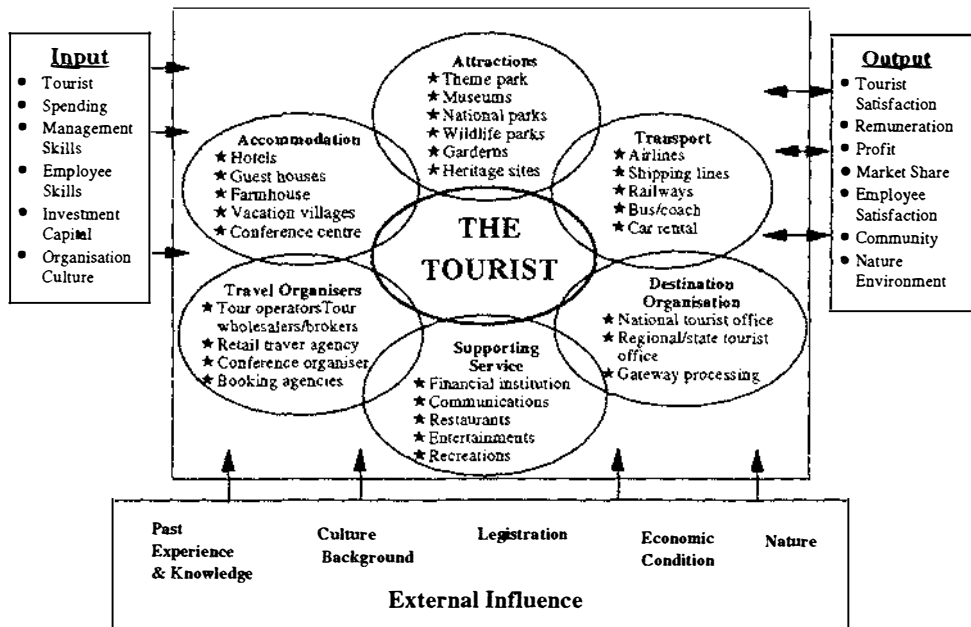 Input
• Tourist
• Spending
• Management
Skills
• Employee
Skills
• Investment
Capital
• Organisation
Culture
Attractions
★ Theme park
★ Museums
★ National parks
★ Wildlife parks
★ Garderns
★ Heritage sites
Accommodation
★ Hotels
★ Guest houses
★ Farmhouse
★ Vacation villages
★ Conference centre
Transport
★ Airlines
★ Shipping lines
★ Railways
★ Bus/coach
★ Car rental
THE
TOURIST
Travel Organisers
★ Tour operatorsTour
wholesalers/brokers
★ Retail traver agency
★ Conference organiser
★ Booking agencies
Supporting
Service
★ Financial institution
★ Communications
★ Restaurants
★ Entertainments
★ Recreations
Destination
Organisation
★ National tourist office
★ Regional/state tourist
office
★ Gateway processing
Output
• Tourist
Satisfaction
• Remuneration
• Profit
• Market Share
• Employee
Satisfaction
• Community
• Nature
Environment
Past
Experience
& Knowledge
Culture
Background
Legistration
Economic
Condition
Nature
External Influence